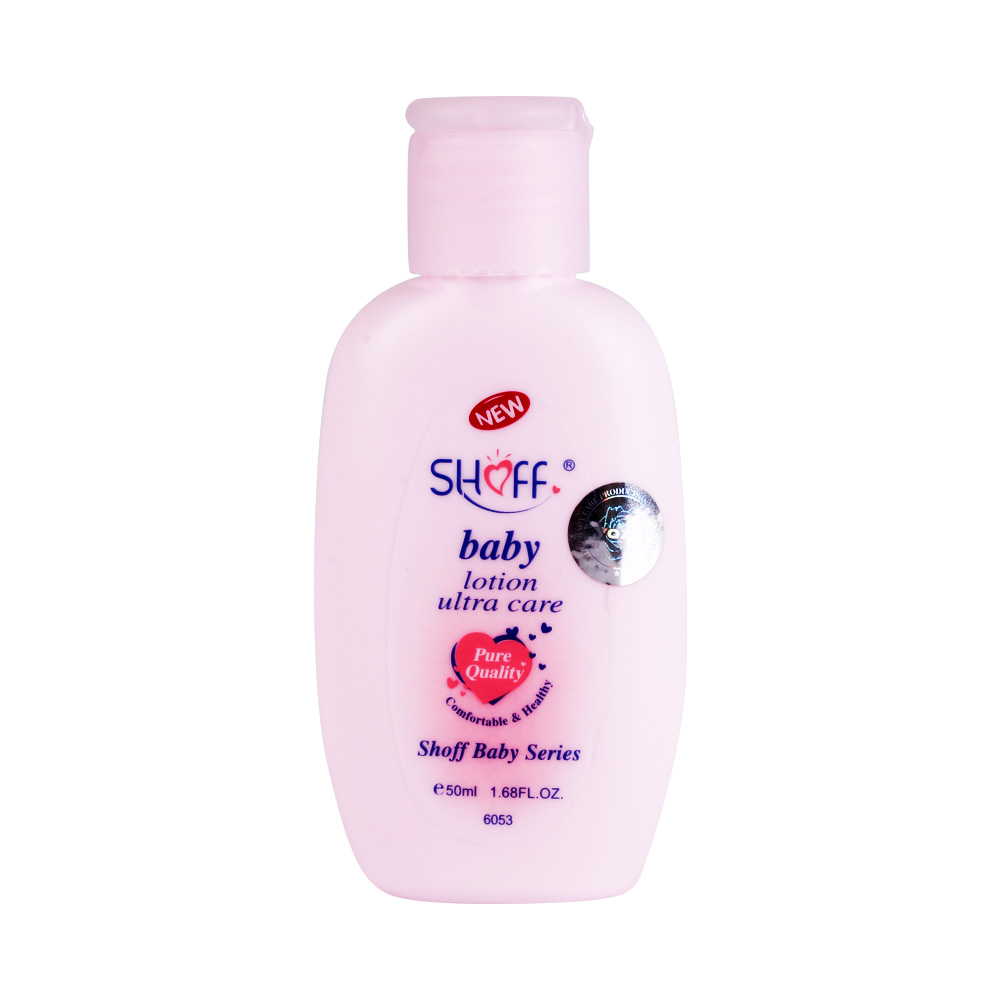 NEW
SHOFF®
baby
lotion
ultra care
Pure
Quality
Comfortable & Healthy
Shoff Baby Series
℮50ml 1.68FL.OZ.
6053